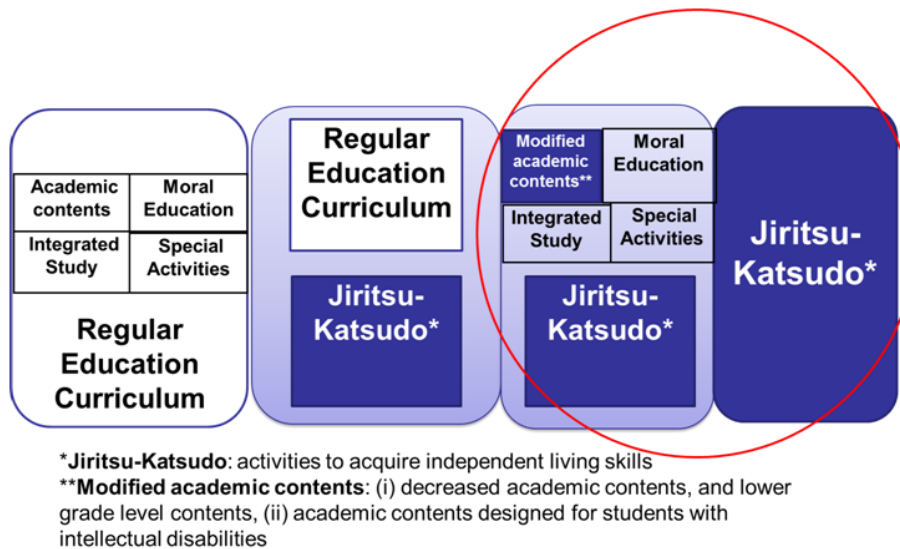 Academic
contents
Moral
Education
Integrated
Study
Special
Activities
Regular
Education
Curriculum
Regular
Education
Curriculum
Jiritsu-
Katsudo*
Modified
academic
contents**
Moral
Education
Integrated
Study
Special
Activities
Jiritsu-
Katsudo*
Jiritsu-
Katsudo*
*Jiritsu-Katsudo: activities to acquire independent living skills
**Modified academic contents: (i) decreased academic contents, and lower
grade level contents, (ii) academic contents designed for students with
intellectual disabilities